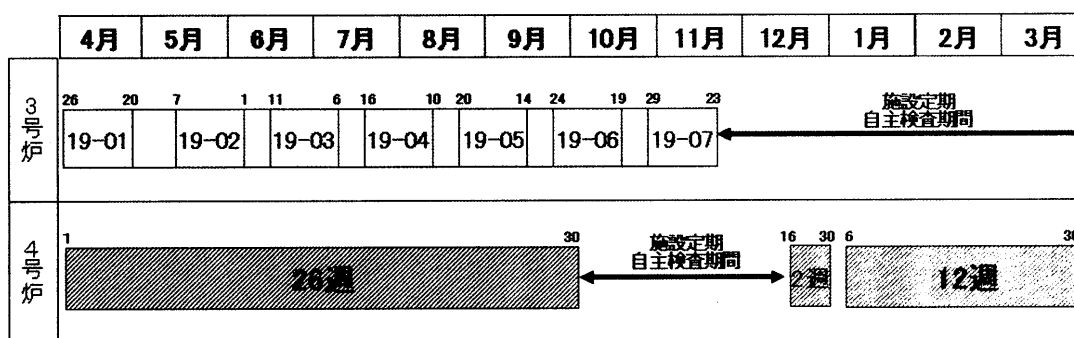 4月 5月 6月 7月 8月 9月 10月 11月 12月 1月 2月 3月
3号炉
26 20 7 1 11 6 16 10 20 14 24 19 29 23
19-01 19-02 19-03 19-04 19-05 19-06 19-07
施設定期
自主検査期間
4号炉
1 30 16 30 6 30
施設定期
自主検査期間
26週 2週 12週